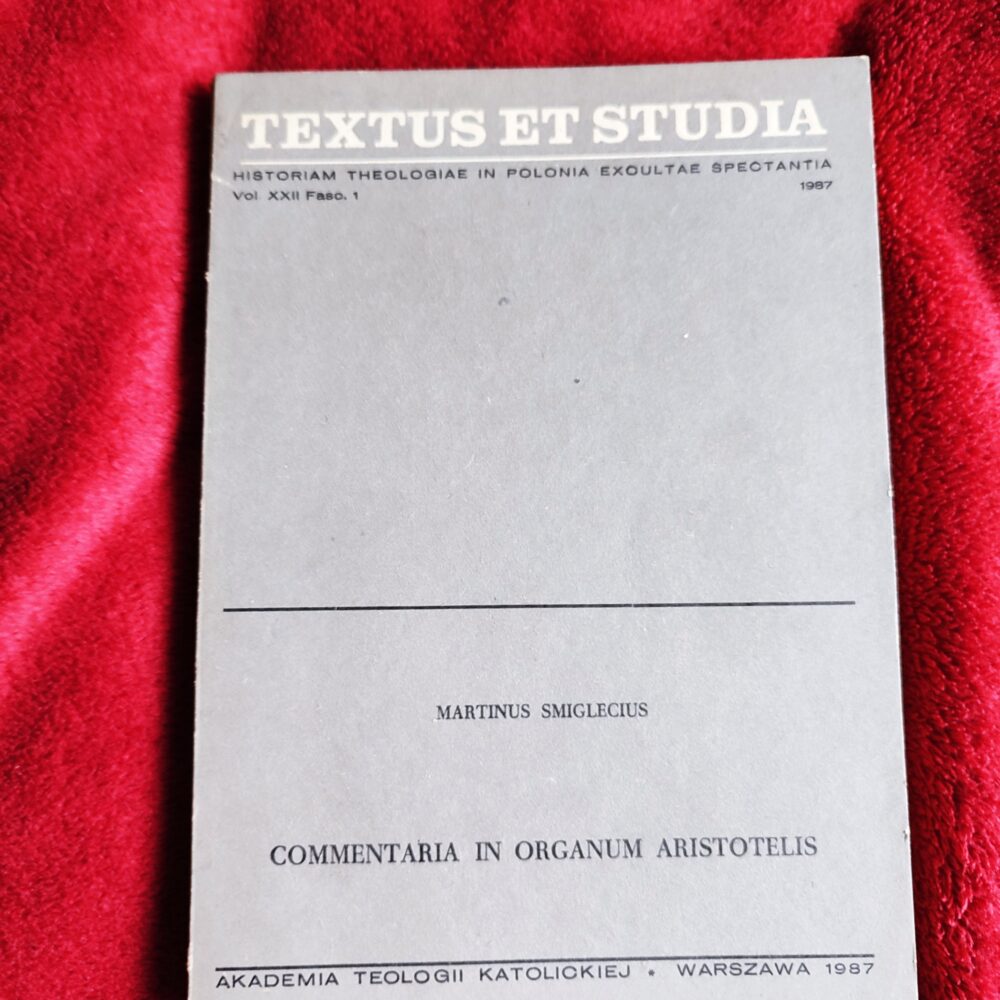 TEXTUS ET STUDIA
HISTORIAM THEOLOGIAE IN POLONIA EXOULTAE SPECTANTIA
Vol XXII Fasc. 1 1987
MARTINUS SMIGLECIUS
COMMENTARIA IN ORGANUM ARISTOTELIS
AKADEMIA TEOLOGII KATOLICKIEJ • WARSZAWA 1987